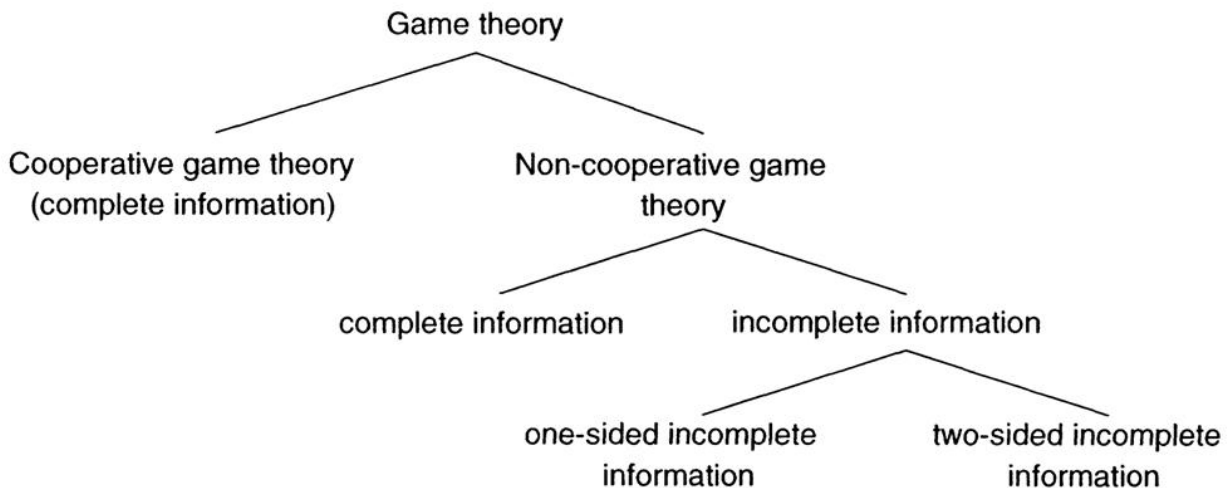 Game theory
Cooperative game theory
(complete information)
Non-cooperative game
theory
complete information
incomplete information
one-sided incomplete
information
two-sided incomplete
information